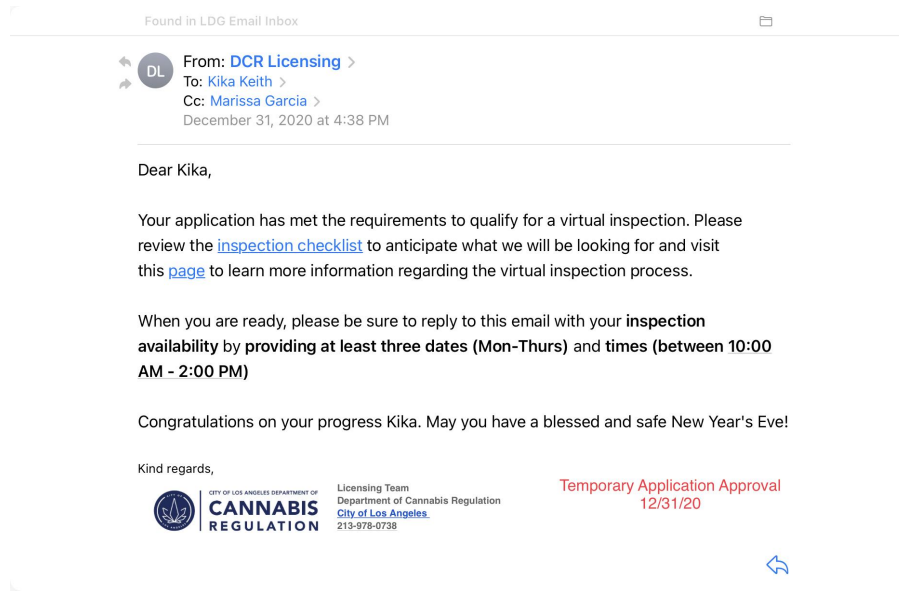 Found in LDG Email Inbox
DL
From: DCR Licensing
To: Kika Keith
Cc: Marissa Garcia
December 31, 2020 at 4:38 PM
Dear Kika,
Your application has met the requirements to qualify for a virtual inspection. Please
review the inspection checklist to anticipate what we will be looking for and visit
this page to learn more information regarding the virtual inspection process.
When you are ready, please be sure to reply to this email with your inspection
availability by providing at least three dates (Mon-Thurs) and times (between 10:00
AM - 2:00 PM)
Congratulations on your progress Kika. May you have a blessed and safe New Year's Eve!
Kind regards,
CITY OF LOS ANGELES DEPARTMENT OF
CANNABIS
REGULATION
Licensing Team
Department of Cannabis Regulation
City of Los Angeles
213-978-0738
Temporary Application Approval
12/31/20